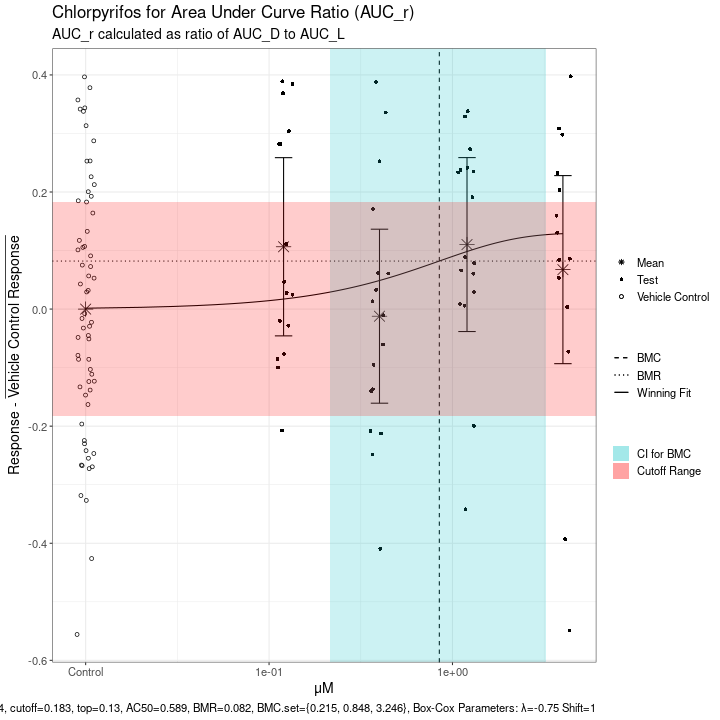 Chlorpyrifos for Area Under Curve Ratio (AUC_r)
AUC_r calculated as ratio of AUC_D to AUC_L
Response - Vehicle Control Response
0.4
0.2
0.0
-0.2
-0.4
-0.6
Control
1e-01
1e+00
µM
Mean
Test
Vehicle Control
BMC
BMR
Winning Fit
CI for BMC
Cutoff Range
4, cutoff=0.183, top=0.13, AC50=0.589, BMR=0.082, BMC.set={0.215, 0.848, 3.246}, Box-Cox Parameters: λ=-0.75 Shift=1